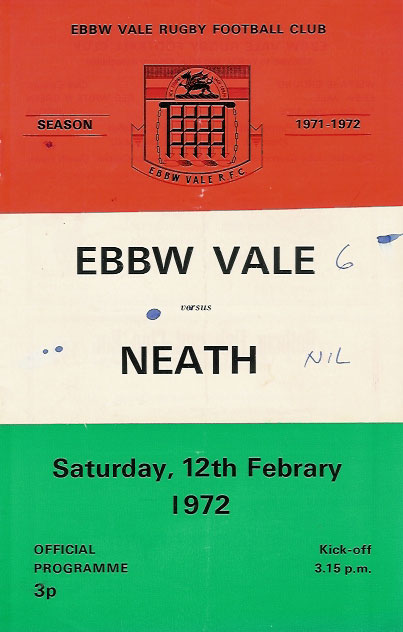 EBBW VALE RUGBY FOOTBALL CLUB
SEASON 1971-1972
EBBW VALE R.F.C
EBBW VALE 6
versus
NEATH NIL
Saturday, 12th Febrary
1972
OFFICIAL
PROGRAMME
3p
Kick-off
3.15 p.m.